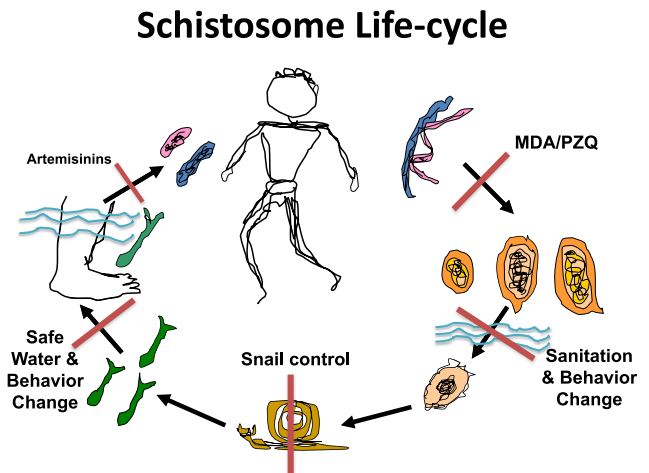 Schistosome Life-cycle
MDA/PZQ
Artemisinins
Safe
Water &
Behavior
Change
Snail control
Sanitation
& Behavior
Change